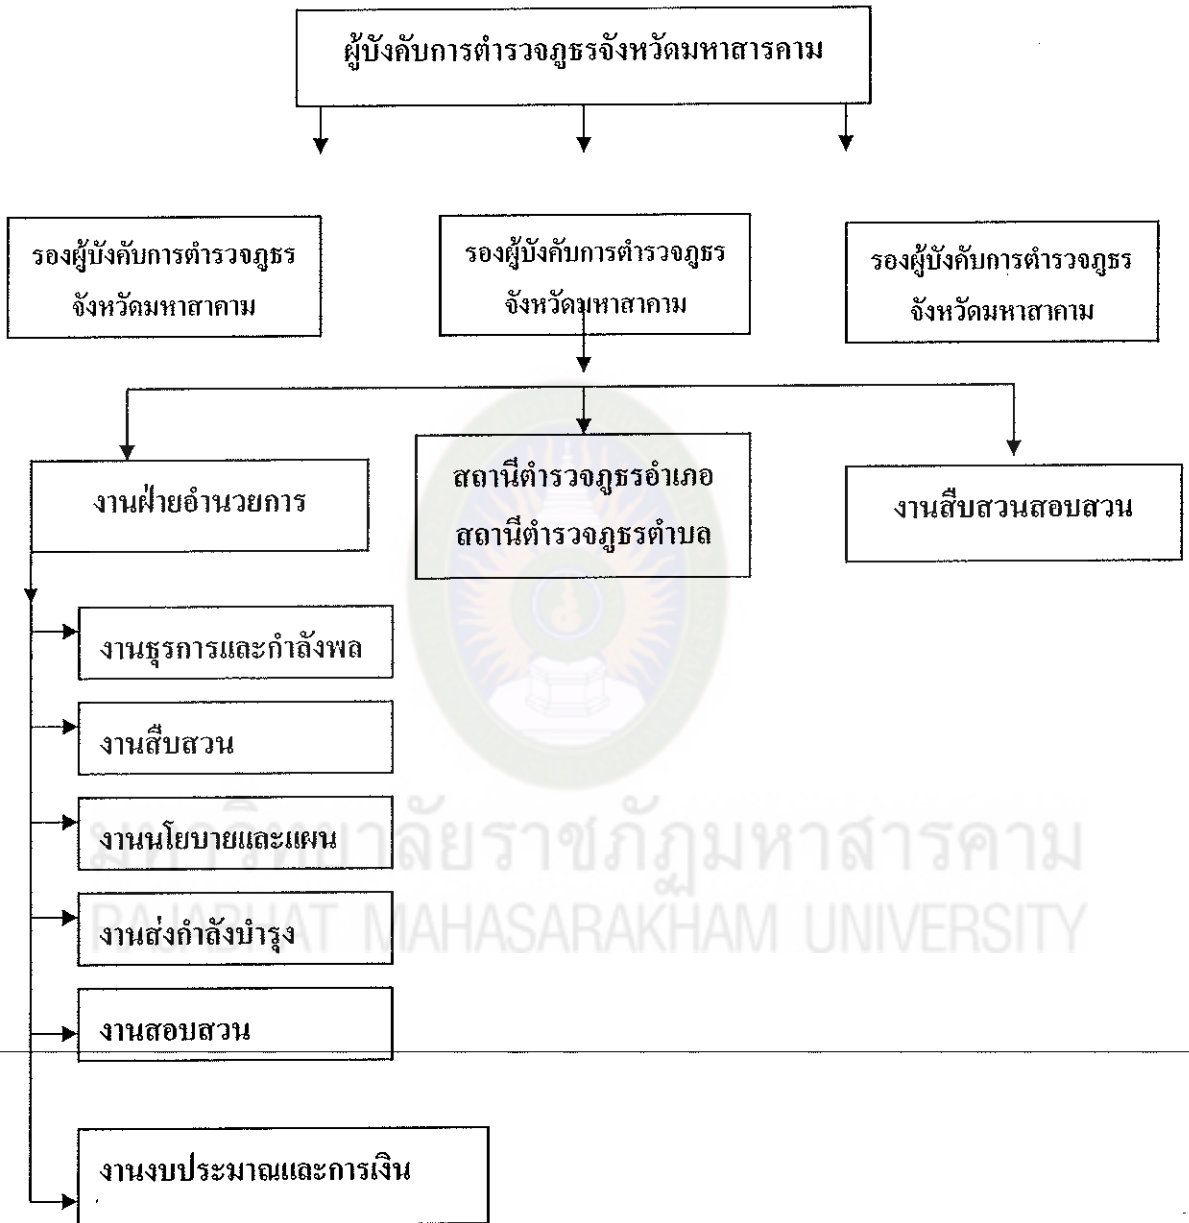 ผู้บังคับการตำรวจภูธรจังหวัดมหาสารคาม
รองผู้บังคับการตำรวจภูธร
จังหวัดมหาสาคาม
รองผู้บังคับการตำรวจภูธร
จังหวัดมหาสาคาม
รองผู้บังคับการตำรวจภูธร
จังหวัดมหาสาคาม
งานฝ่ายอำนวยการ
สถานีตำรวจภูธรอำเภอ
สถานีตำรวจภูธรตำบล
งานสืบสวนสอบสวน
งานธุรการและกำลังพล
งานสืบสวน
งานนโยบายและแผน
มหาวิทยาลัยราชภัฏมหาสารคาม
งานส่งกำลังบำรุง
RAJABHAT MAHASARAKHAM UNIVERSITY
งานสอบสวน
งานงบประมาณและการเงิน